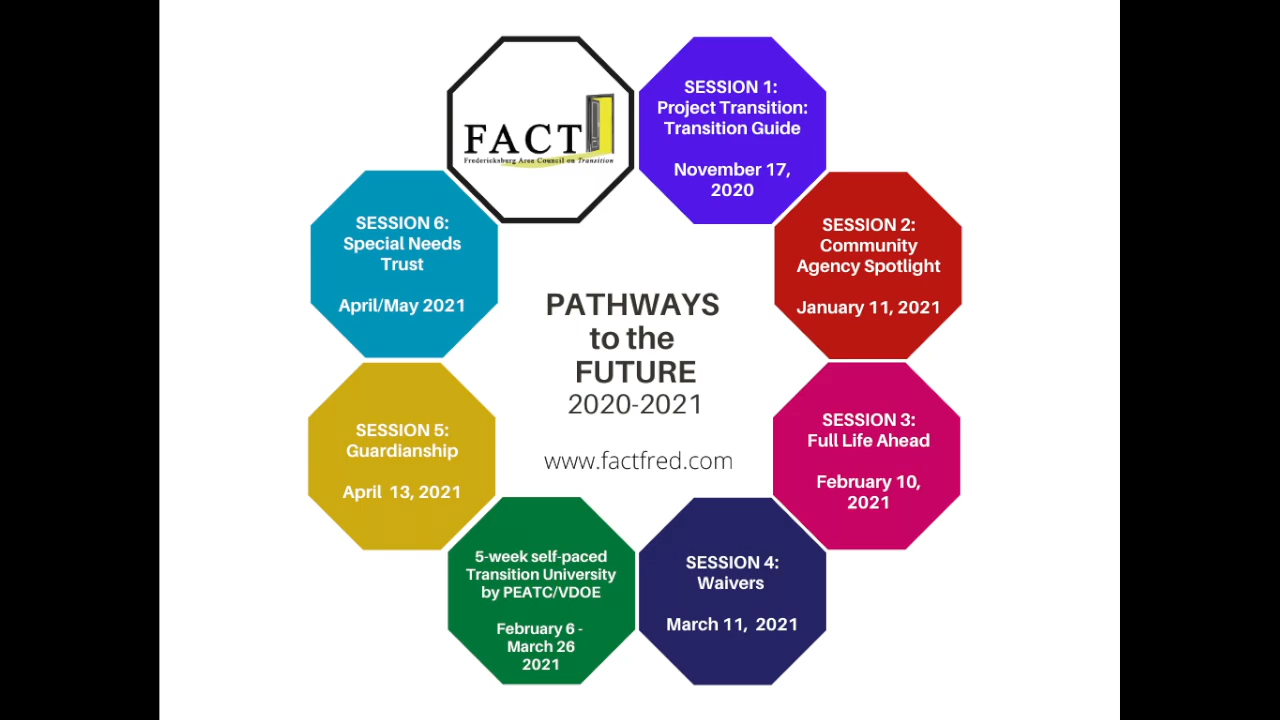 FACT
Fredericksburg Area Council on Transition
SESSION 1:
Project Transition:
Transition Guide
November 17,
2020
SESSION 2:
Community
Agency Spotlight
January 11, 2021
SESSION 3:
Full Life Ahead
February 10,
2021
SESSION 4:
Waivers
March 11, 2021
5-week self-paced
Transition University
by PEATC/VDOE
February 6 -
March 26
2021
SESSION 5:
Guardianship
April 13, 2021
SESSION 6:
Special Needs
Trust
April/May 2021
PATHWAYS
to the
FUTURE
2020-2021
www.factfred.com